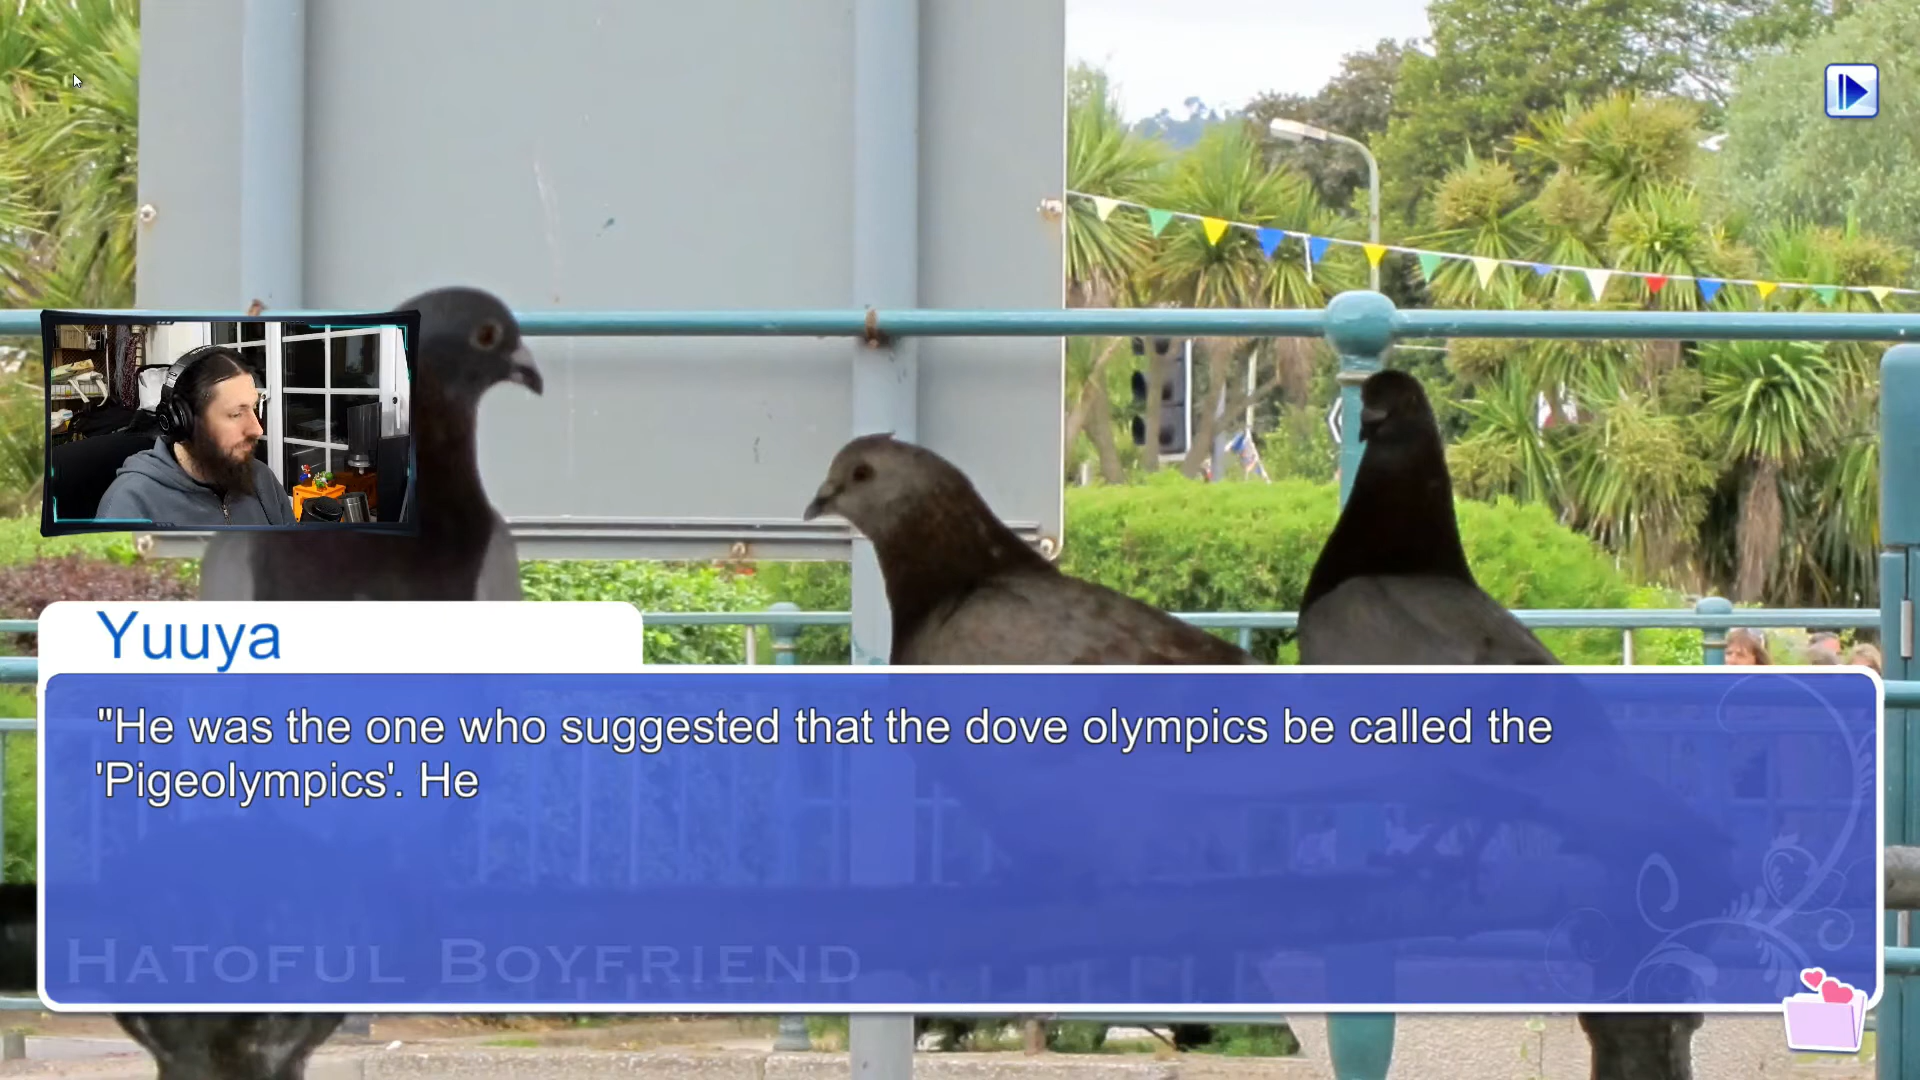 Yuuya
"He was the one who suggested that the dove olympics be called the
'Pigeolympics'. He
HATOFUL BOYFRIEND